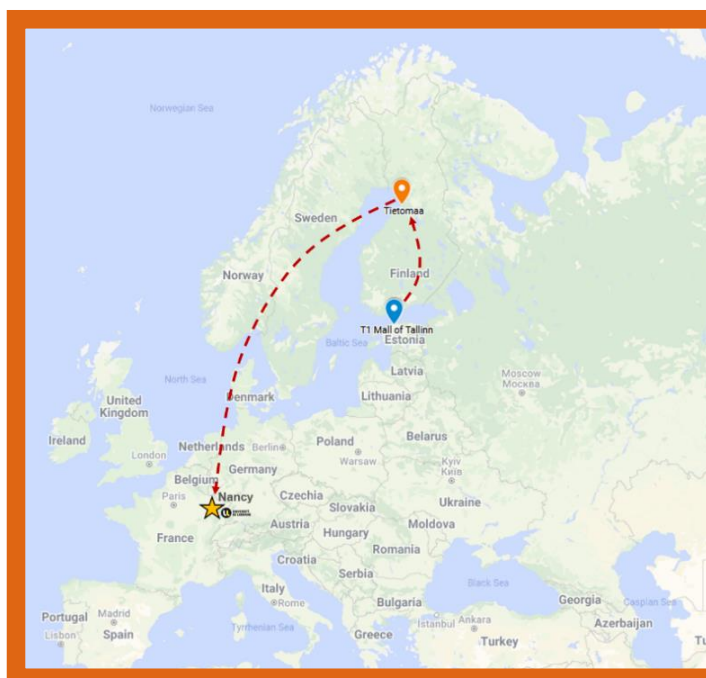 Norwegian Sea
Tietomaa
Sweden
Norway
Finland
T1 Mall of Tallinn
Estonia
Baltic Sea
Latvia
Moscow
Москва
North Sea
Denmark
Lithuania
United
Kingdom
Ireland
London
Netherlands
Berlin
Poland
Warsaw
Belarus
Germany
Belgium
Kyiv
Київ
Paris
Nancy
Czechia
Slovakia
Ukraine
Austria
Hungary
Moldova
France
Romania
Croatia
Serbia
Italy
Rome
Bulgaria
Black Sea
Georgia
Caspian Sea
Portugal
Madrid
Lisbon
Spain
Tyrrhenian Sea
Istanbul
Ankara
Azerbaijan
Greece
Turkey
Tu